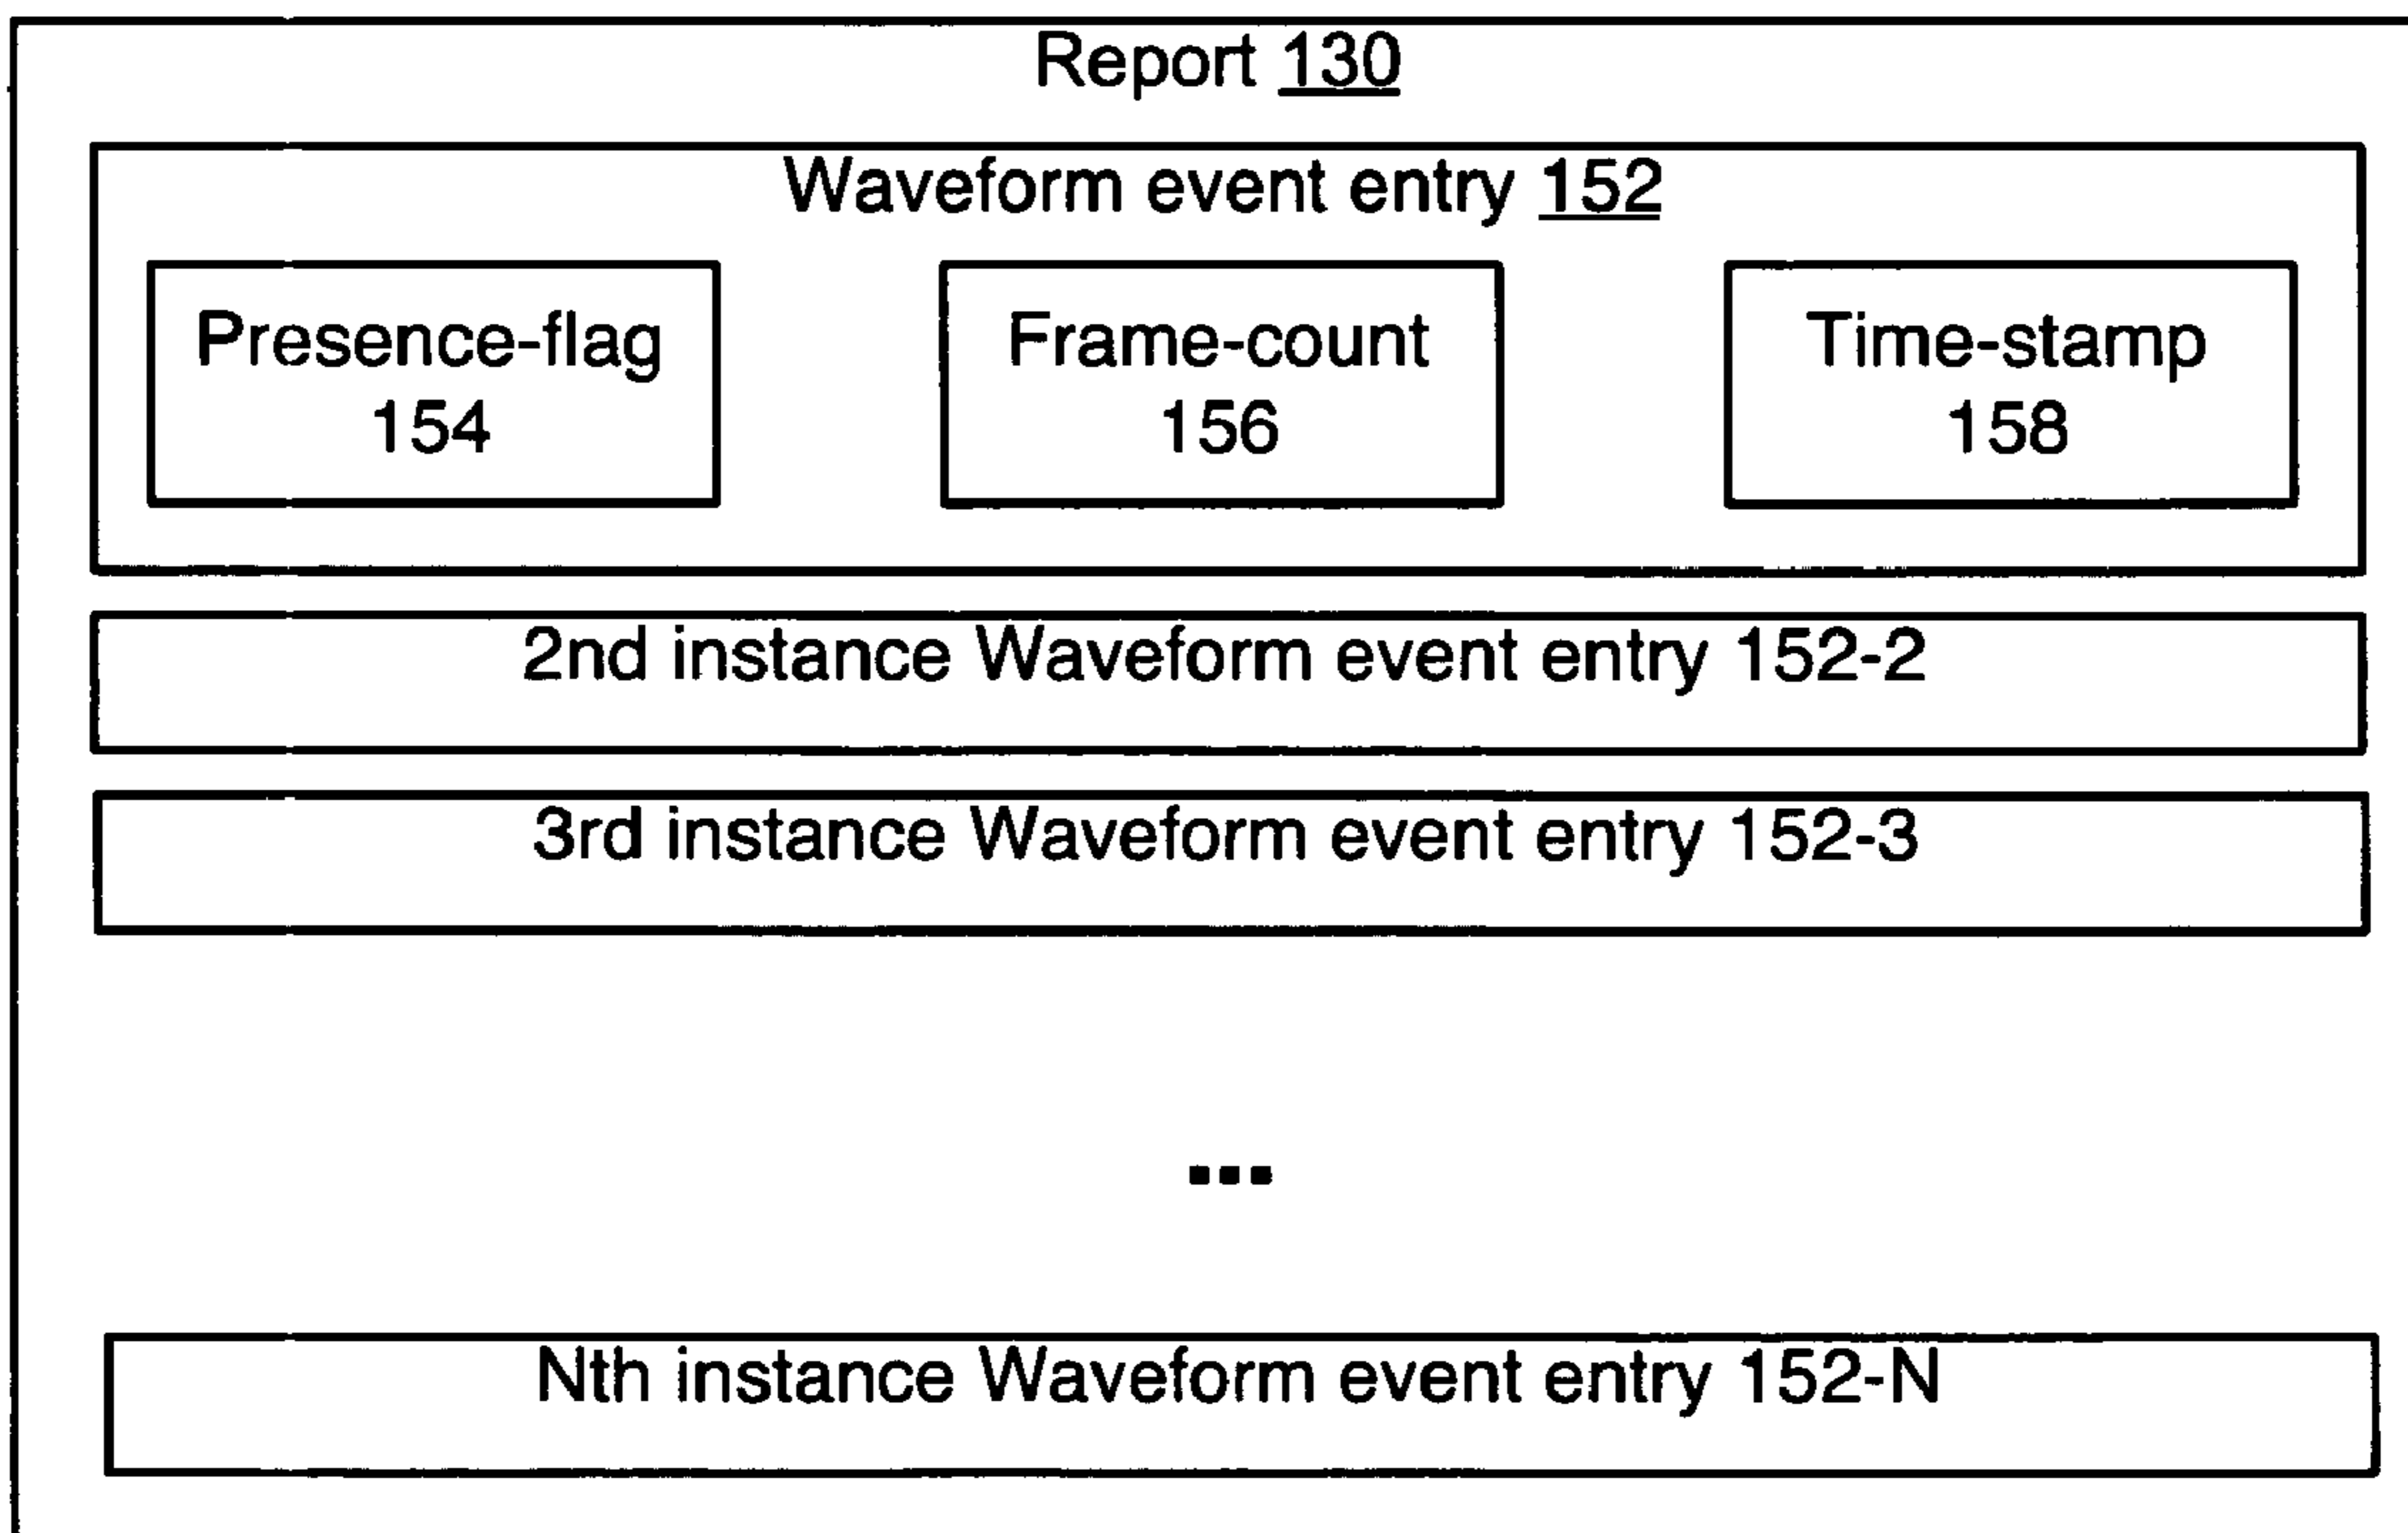 Report 130
Waveform event entry 152
Presence-flag
154
Frame-count
156
Time-stamp
158
2nd instance Waveform event entry 152-2
3rd instance Waveform event entry 152-3
...
Nth instance Waveform event entry 152-N